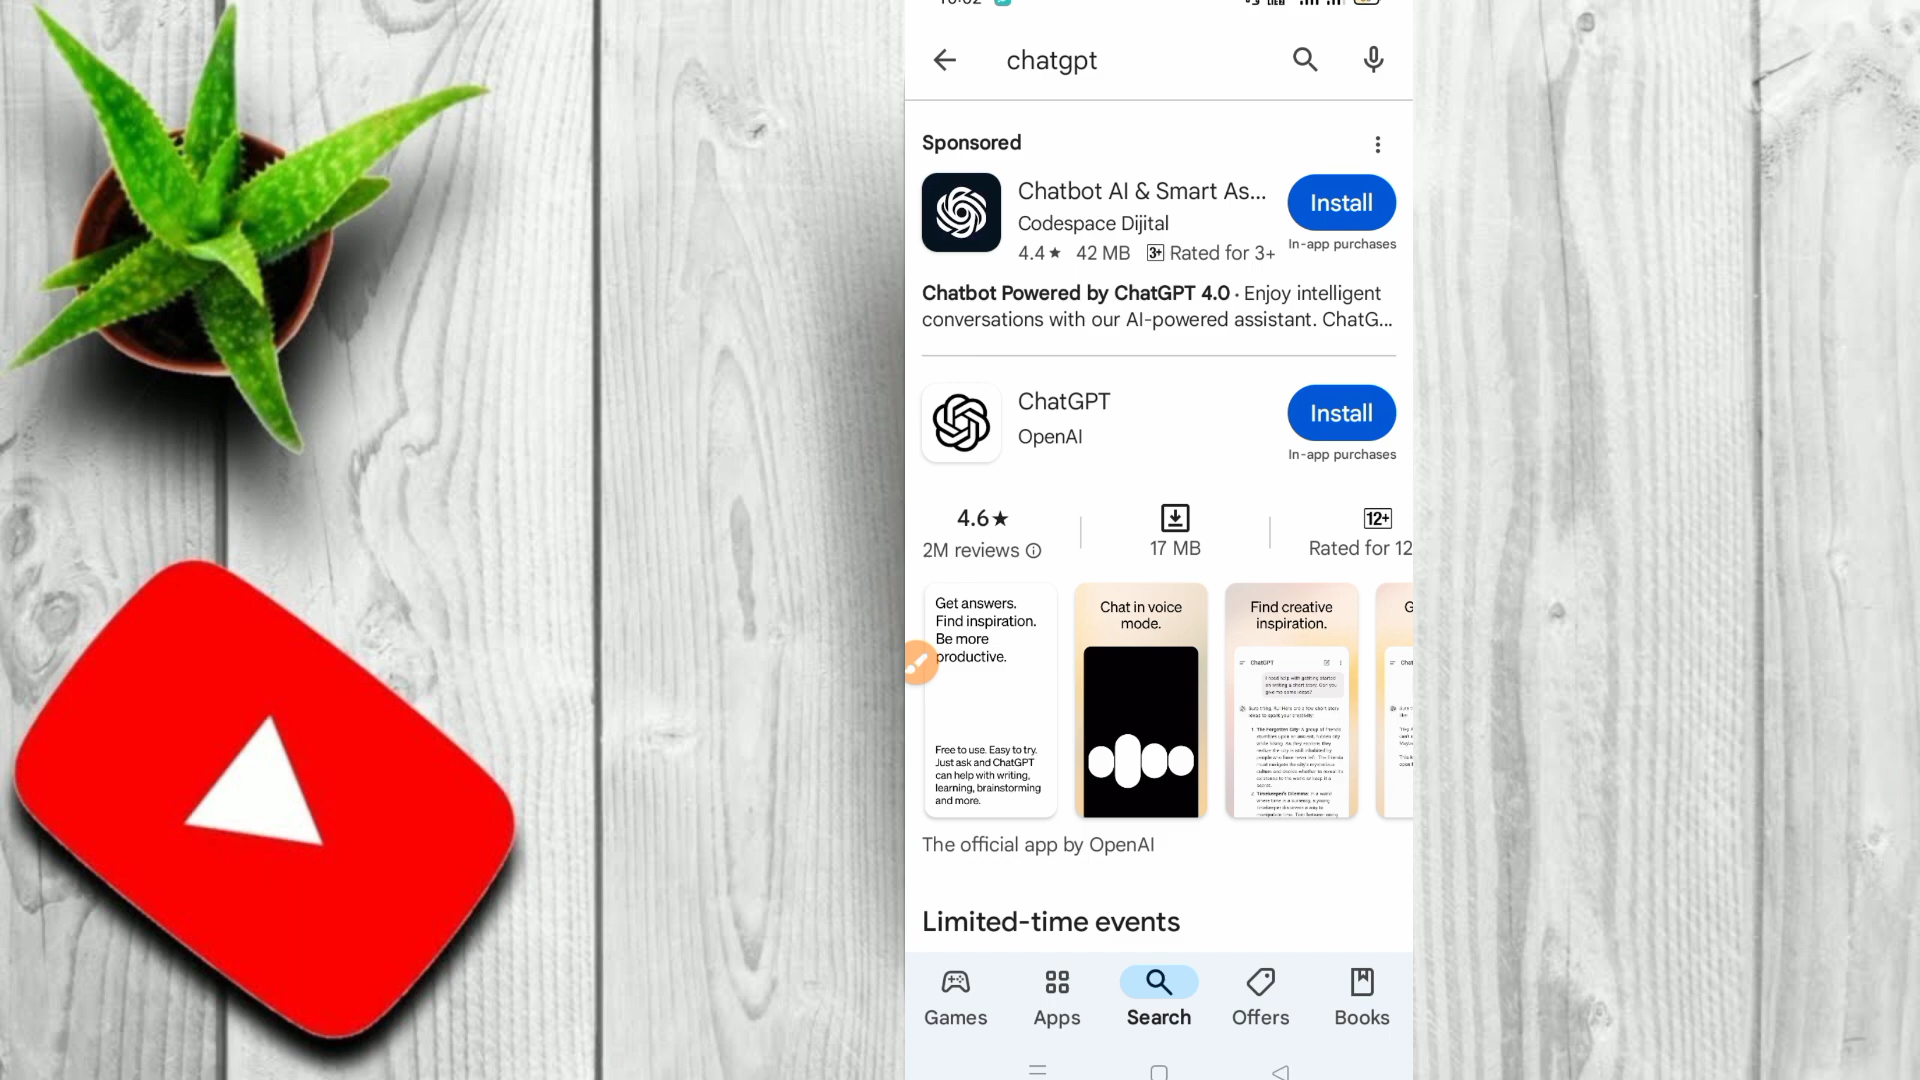 chatgpt
Sponsored
Chatbot AI & Smart As...
Install
Codespace Dijital
In-app purchases
4.4★ 42 MB 3+ Rated for 3+
Chatbot Powered by ChatGPT 4.0 · Enjoy intelligent
conversations with our AI-powered assistant. ChatG...
ChatGPT
Install
OpenAI
In-app purchases
4.6★
12+
2M reviews
17 MB
Rated for 12
Get answers.
Find inspiration.
Be more
productive.
Free to use. Easy to try.
Just ask and ChatGPT
can help with writing,
learning, brainstorming
and more.
Chat in voice
mode.
Find creative
inspiration.
ChatGPT
G
The official app by OpenAI
Limited-time events
Games
Apps
Search
Offers
Books